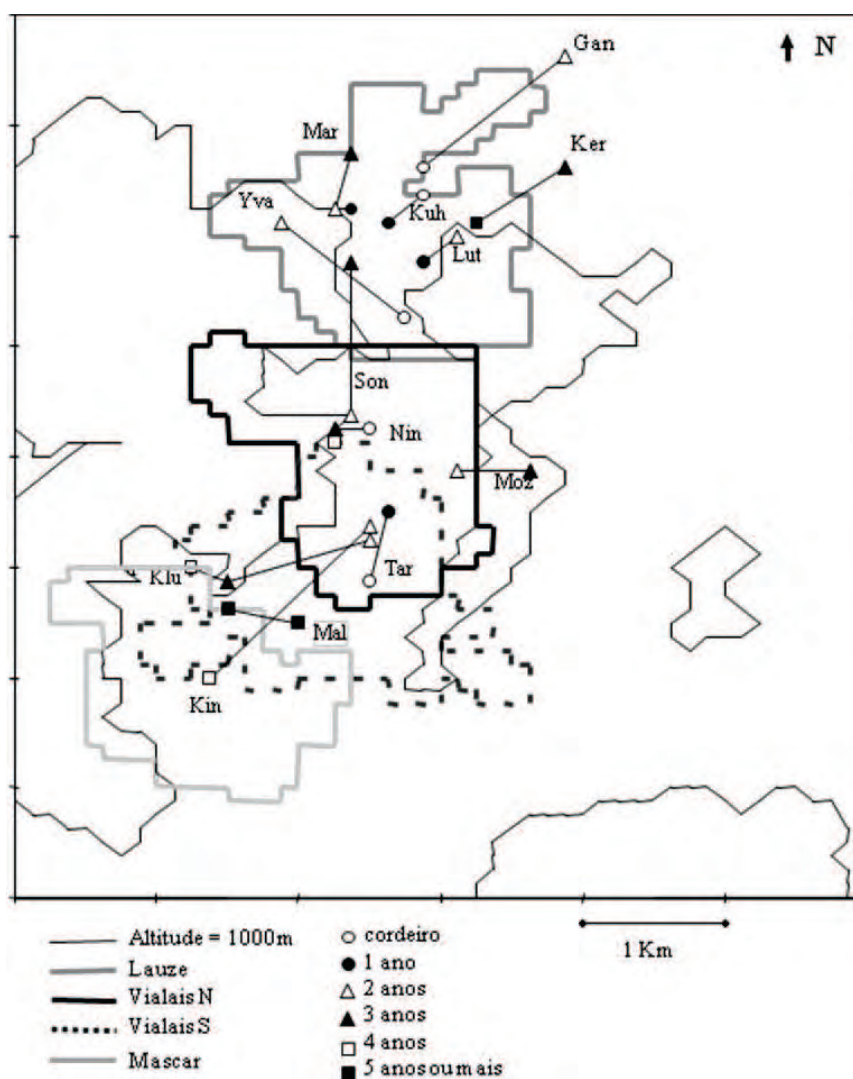 Gan
N
Mar
Ker
Yva
Kuh
Lut
Son
Nin
Moz
Tar
Klu
Mal
Kin
Altitude = 1000m
Lauze
Vialais N
Vialais S
Mascar
cordeiro
1 ano
2 anos
3 anos
4 anos
5 anos ou mais
1 Km